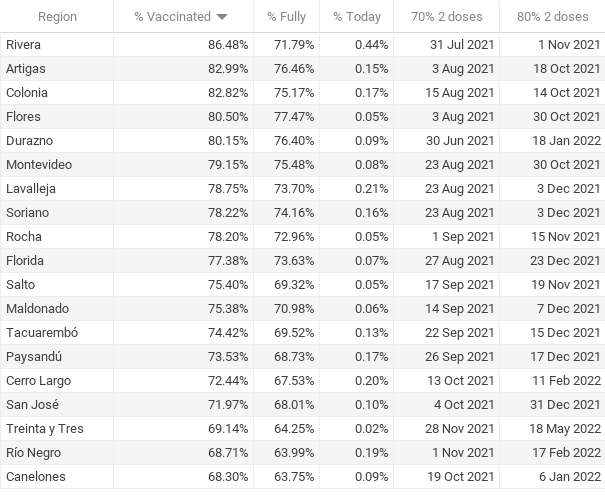 Region % Vaccinated % Fully % Today 70% 2 doses 80% 2 doses
Rivera 86.48% 71.79% 0.44% 31 Jul 2021 1 Nov 2021
Artigas 82.99% 76.46% 0.15% 3 Aug 2021 18 Oct 2021
Colonia 82.82% 75.17% 0.17% 15 Aug 2021 14 Oct 2021
Flores 80.50% 77.47% 0.05% 3 Aug 2021 30 Oct 2021
Durazno 80.15% 76.40% 0.09% 30 Jun 2021 18 Jan 2022
Montevideo 79.15% 75.48% 0.08% 23 Aug 2021 30 Oct 2021
Lavalleja 78.75% 73.70% 0.21% 23 Aug 2021 3 Dec 2021
Soriano 78.22% 74.16% 0.16% 23 Aug 2021 3 Dec 2021
Rocha 78.20% 72.96% 0.05% 1 Sep 2021 15 Nov 2021
Florida 77.38% 73.63% 0.07% 27 Aug 2021 23 Dec 2021
Salto 75.40% 69.32% 0.05% 17 Sep 2021 19 Nov 2021
Maldonado 75.38% 70.98% 0.06% 14 Sep 2021 7 Dec 2021
Tacuarembó 74.42% 69.52% 0.13% 22 Sep 2021 15 Dec 2021
Paysandú 73.53% 68.73% 0.17% 26 Sep 2021 17 Dec 2021
Cerro Largo 72.44% 67.53% 0.20% 13 Oct 2021 11 Feb 2022
San José 71.97% 68.01% 0.10% 4 Oct 2021 31 Dec 2021
Treinta y Tres 69.14% 64.25% 0.02% 28 Nov 2021 18 May 2022
Río Negro 68.71% 63.99% 0.19% 1 Nov 2021 17 Feb 2022
Canelones 68.30% 63.75% 0.09% 19 Oct 2021 6 Jan 2022